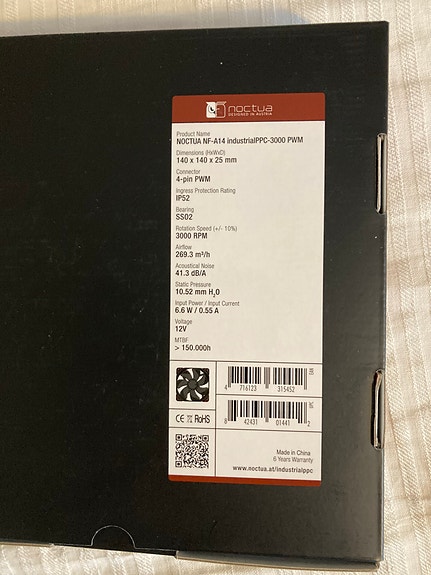 noctua
DESIGNED IN AUSTRIA
Product Name
NOCTUA NF-A14 industrialPPC-3000 PWM
Dimensions (HxWxD)
140 x 140 x 25 mm
Connector
4-pin PWM
Ingress Protection Rating
IP52
Bearing
SSO2
Rotation Speed (+/- 10%)
3000 RPM
Airflow
269.3 m³/h
Acoustical Noise
41.3 dB/A
Static Pressure
10.52 mm H₂O
Input Power / Input Current
6.6 W / 0.55 A
Voltage
12V
MTBF
> 150.000h
4 716123 315452
CE RoHS
8 42431 01441 2
Made in China
6 Years Warranty
www.noctua.at/industrialppc